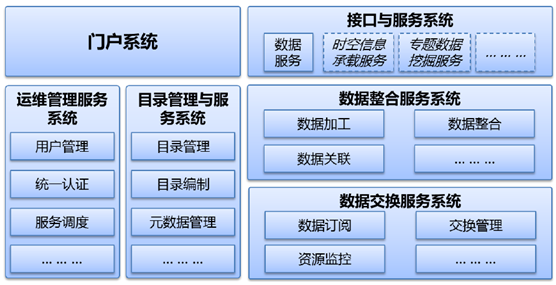 门户系统
接口与服务系统
数据
服务
时空信息
承载服务
专题数据
挖掘服务
… … …
运维管理服务
系统
用户管理
统一认证
服务调度
… … …
目录管理与服
务系统
目录管理
目录编制
元数据管理
… … …
数据整合服务系统
数据加工
数据整合
数据关联
… … …
数据交换服务系统
数据订阅
交换管理
资源监控
… … …